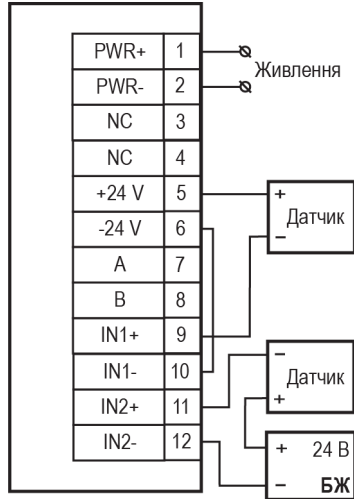 PWR+ 1
PWR- 2
NC 3
NC 4
+24 V 5
-24 V 6
A 7
B 8
IN1+ 9
IN1- 10
IN2+ 11
IN2- 12
Живлення
+
Датчик
−
−
Датчик
+
+ 24 В
− БЖ